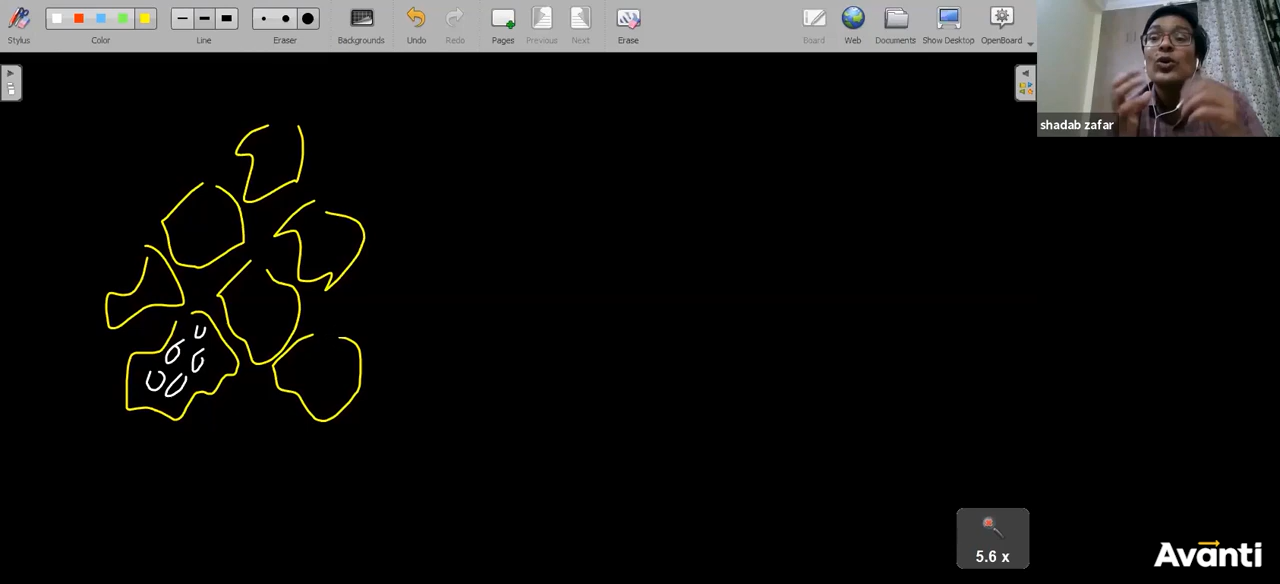 Stylus
Color
Line
Eraser
Backgrounds
Undo
Redo
Pages
Previous
Next
Erase
Board
Web
Documents
Show Desktop
OpenBoard
shadab zafar
5.6 x
Avanti